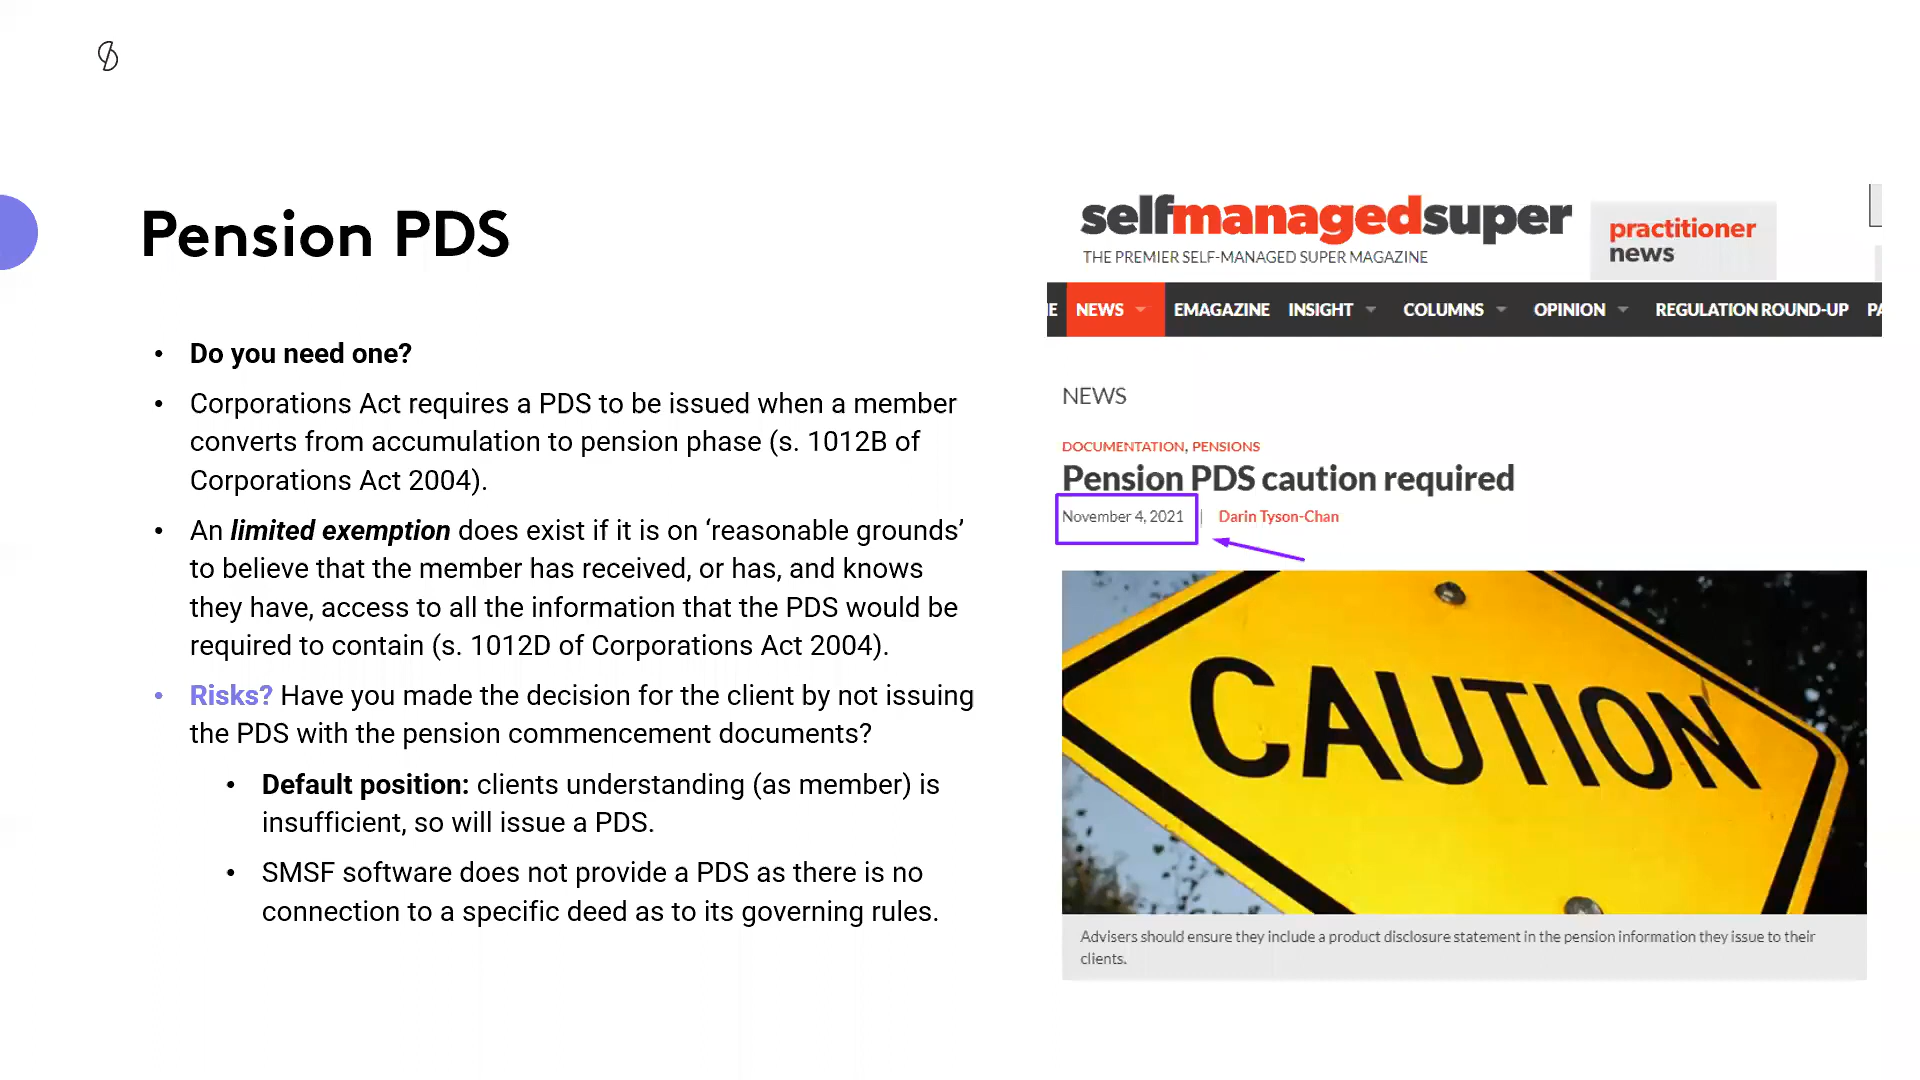 Pension PDS
• Do you need one?
• Corporations Act requires a PDS to be issued when a member
converts from accumulation to pension phase (s. 1012B of
Corporations Act 2004).
• An limited exemption does exist if it is on ‘reasonable grounds’
to believe that the member has received, or has, and knows
they have, access to all the information that the PDS would be
required to contain (s. 1012D of Corporations Act 2004).
• Risks? Have you made the decision for the client by not issuing
the PDS with the pension commencement documents?
• Default position: clients understanding (as member) is
insufficient, so will issue a PDS.
• SMSF software does not provide a PDS as there is no
connection to a specific deed as to its governing rules.
selfmanagedsuper
THE PREMIER SELF-MANAGED SUPER MAGAZINE
practitioner
news
E NEWS EMAGAZINE INSIGHT COLUMNS OPINION REGULATION ROUND-UP PA
NEWS
DOCUMENTATION, PENSIONS
Pension PDS caution required
November 4, 2021 | Darin Tyson-Chan
CAUTION
Advisers should ensure they include a product disclosure statement in the pension information they issue to their
clients.